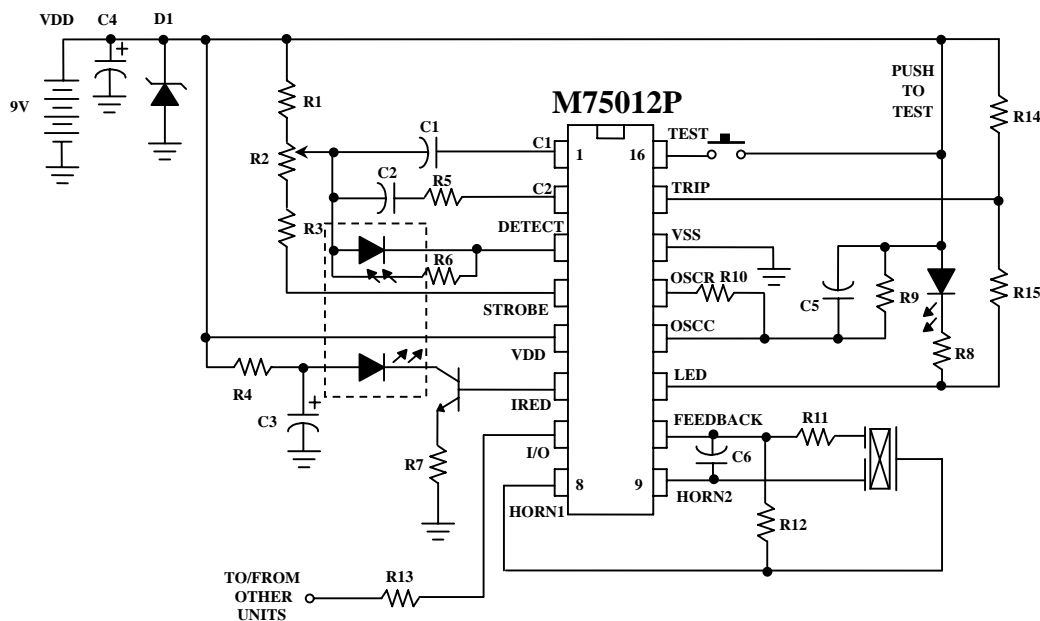 VDD C4 D1
+
9V
R1
R2
R3
C1
C2 R5
R6
M75012P
C1 1
C2
DETECT
STROBE
VDD
IRED
I/O
HORN1 8
16 TEST
TRIP
VSS
OSCR R10
OSCC
LED
FEEDBACK
9 HORN2
PUSH
TO
TEST
R14
R15
C5
R9
R8
R11
C6
R12
R4
C3
+
R7
R13
TO/FROM
OTHER
UNITS